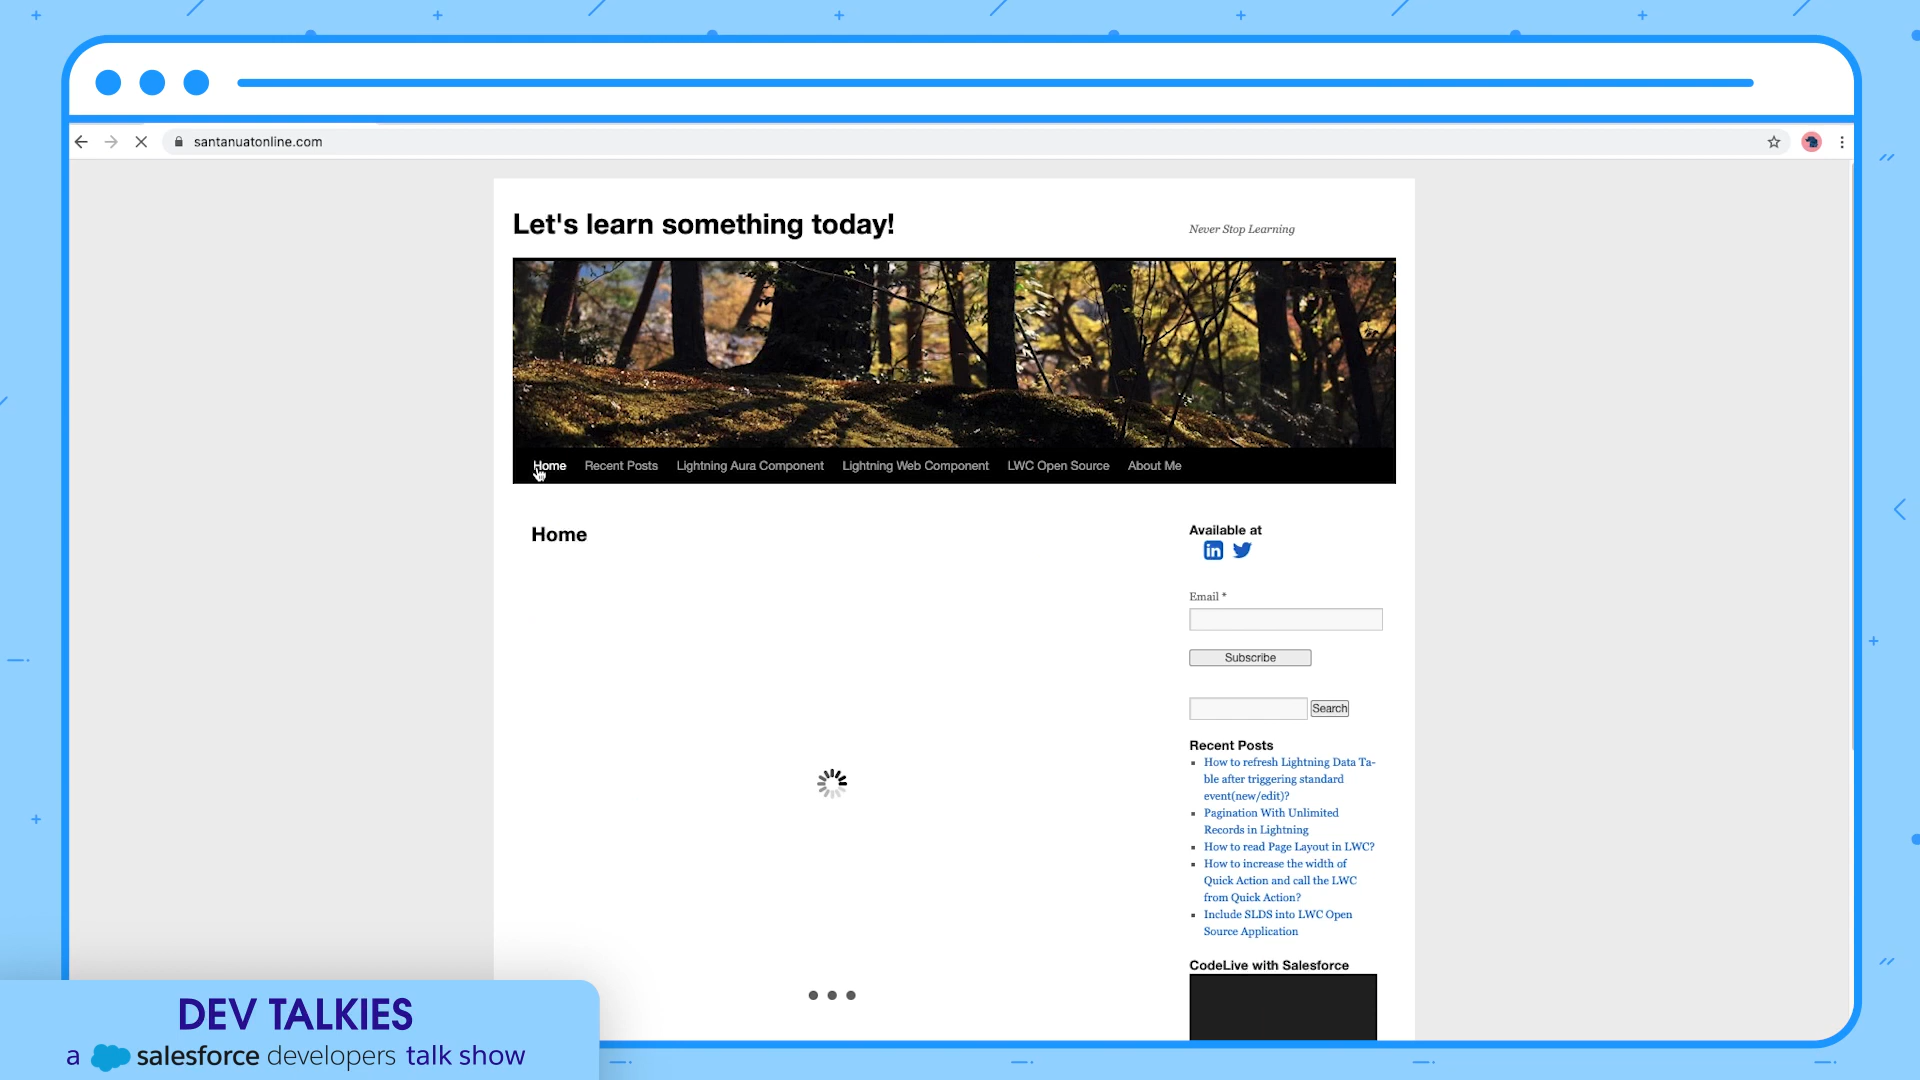 santanuatonline.com
Let's learn something today!
Never Stop Learning
Home Recent Posts Lightning Aura Component Lightning Web Component LWC Open Source About Me
Home
Available at
Email *
Subscribe
Search
Recent Posts
How to refresh Lightning Data Ta-
ble after triggering standard
event(new/edit)?
Pagination With Unlimited
Records in Lightning
How to read Page Layout in LWC?
How to increase the width of
Quick Action and call the LWC
from Quick Action?
Include SLDS into LWC Open
Source Application
CodeLive with Salesforce
DEV TALKIES
a salesforce developers talk show